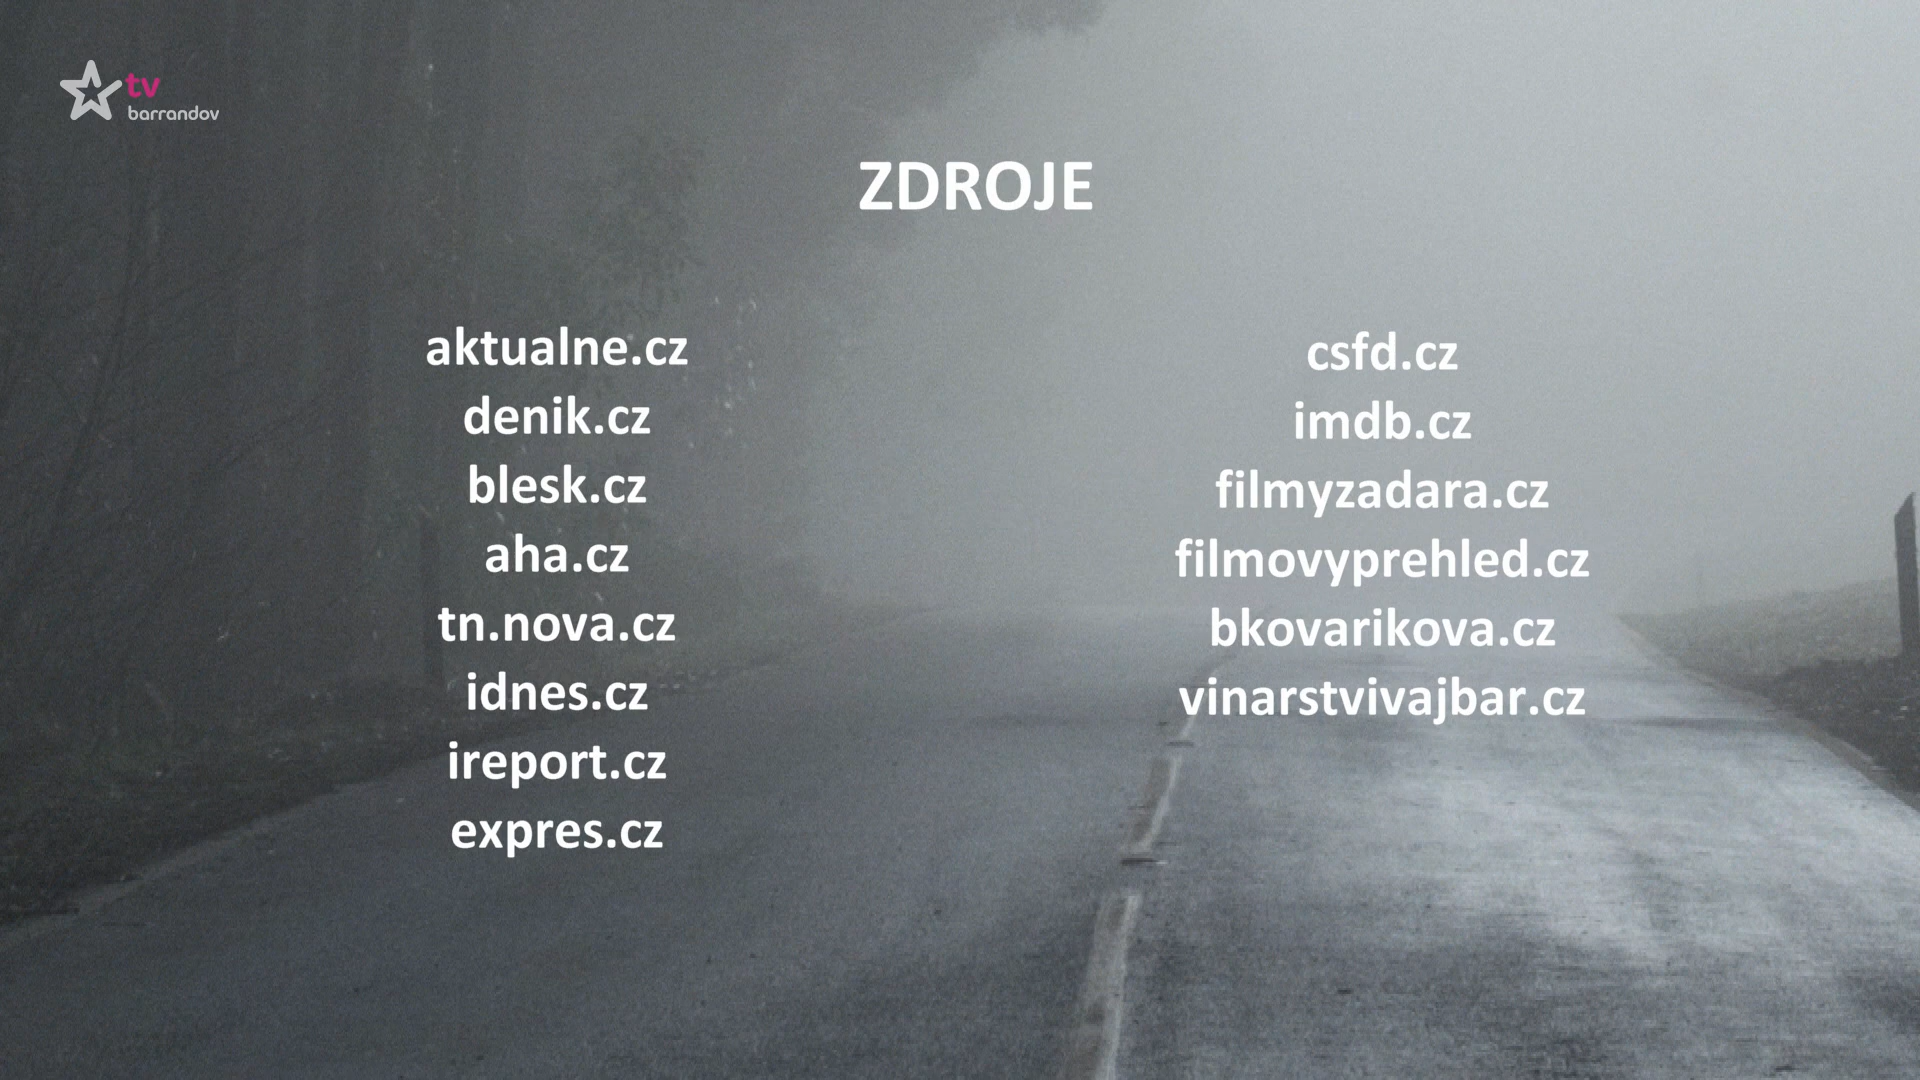 tv
barrandov
ZDROJE
aktualne.cz
denik.cz
blesk.cz
aha.cz
tn.nova.cz
idnes.cz
ireport.cz
expres.cz
csfd.cz
imdb.cz
filmyzadara.cz
filmovyprehled.cz
bkovarikova.cz
vinarstvivajbar.cz